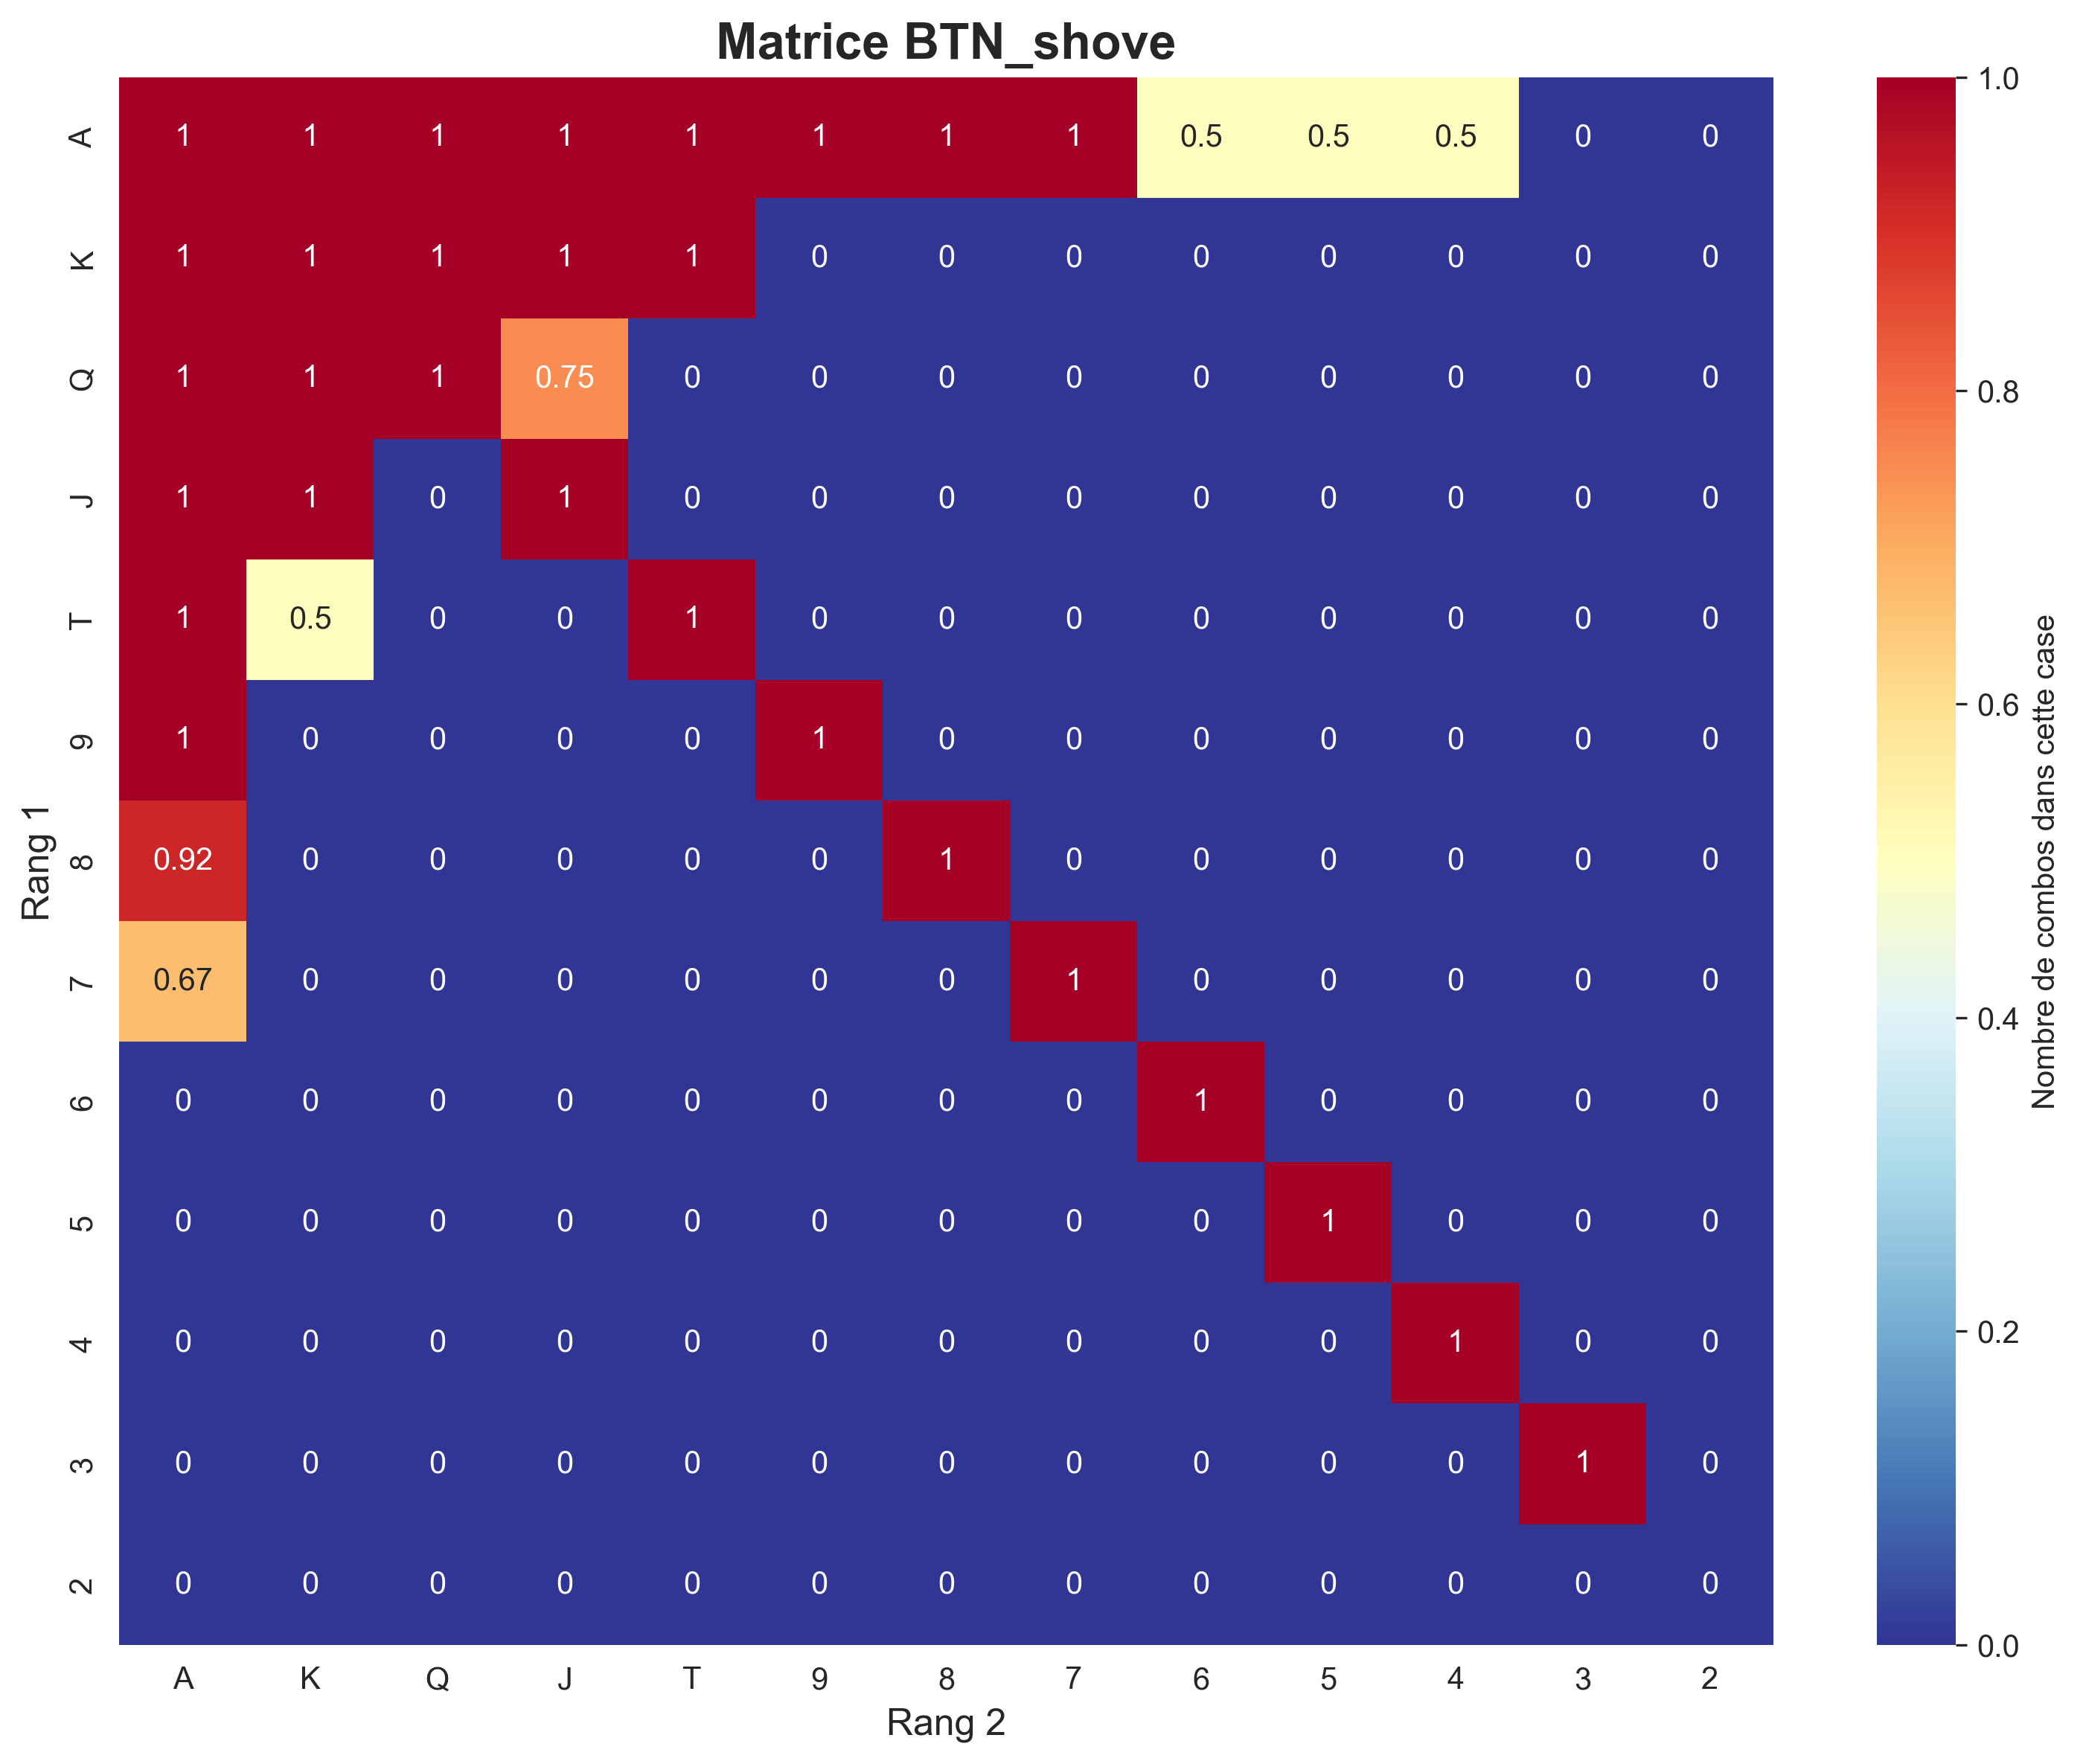 Matrice BTN_shove
A 1 1 1 1 1 1 1 1 0.5 0.5 0.5 0 0
K 1 1 1 1 1 0 0 0 0 0 0 0 0
Q 1 1 1 0.75 0 0 0 0 0 0 0 0 0
J 1 1 0 1 0 0 0 0 0 0 0 0 0
T 1 0.5 0 0 1 0 0 0 0 0 0 0 0
9 1 0 0 0 0 1 0 0 0 0 0 0 0
8 0.92 0 0 0 0 0 1 0 0 0 0 0 0
7 0.67 0 0 0 0 0 0 1 0 0 0 0 0
6 0 0 0 0 0 0 0 0 1 0 0 0 0
5 0 0 0 0 0 0 0 0 0 1 0 0 0
4 0 0 0 0 0 0 0 0 0 0 1 0 0
3 0 0 0 0 0 0 0 0 0 0 0 1 0
2 0 0 0 0 0 0 0 0 0 0 0 0 0
A K Q J T 9 8 7 6 5 4 3 2
Rang 1
Rang 2
1.0
0.8
0.6
0.4
0.2
0.0
Nombre de combos dans cette case